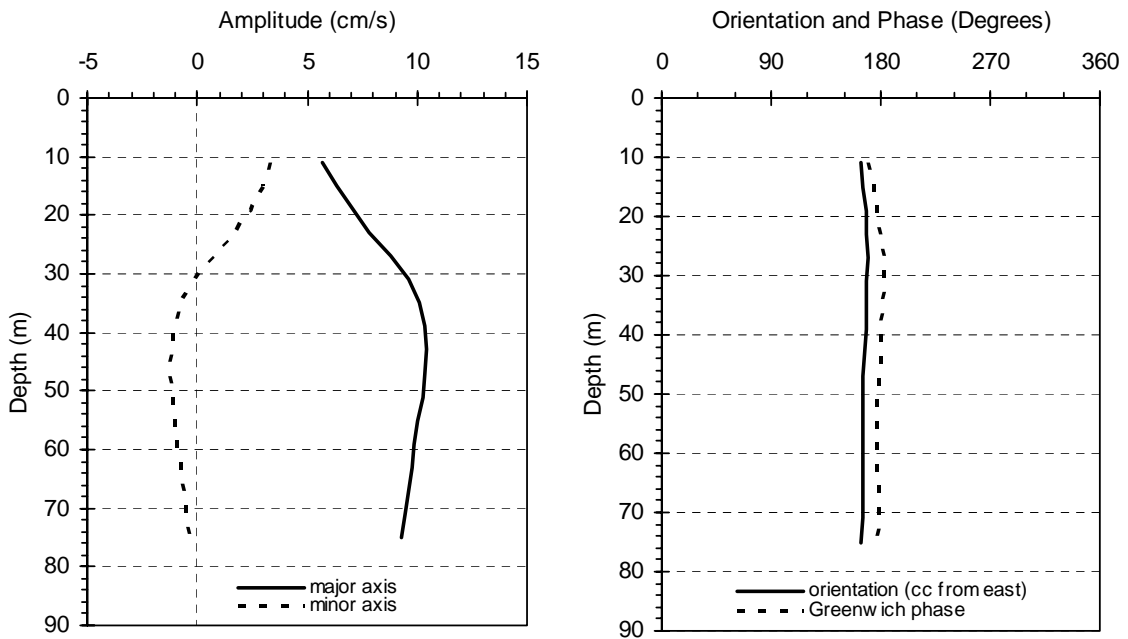 Amplitude (cm/s)
-5 0 5 10 15
0
10
20
30
40
50
60
70
80
90
Depth (m)
major axis
minor axis
Orientation and Phase (Degrees)
0 90 180 270 360
0
10
20
30
40
50
60
70
80
90
Depth (m)
orientation (cc from east)
Greenwich phase